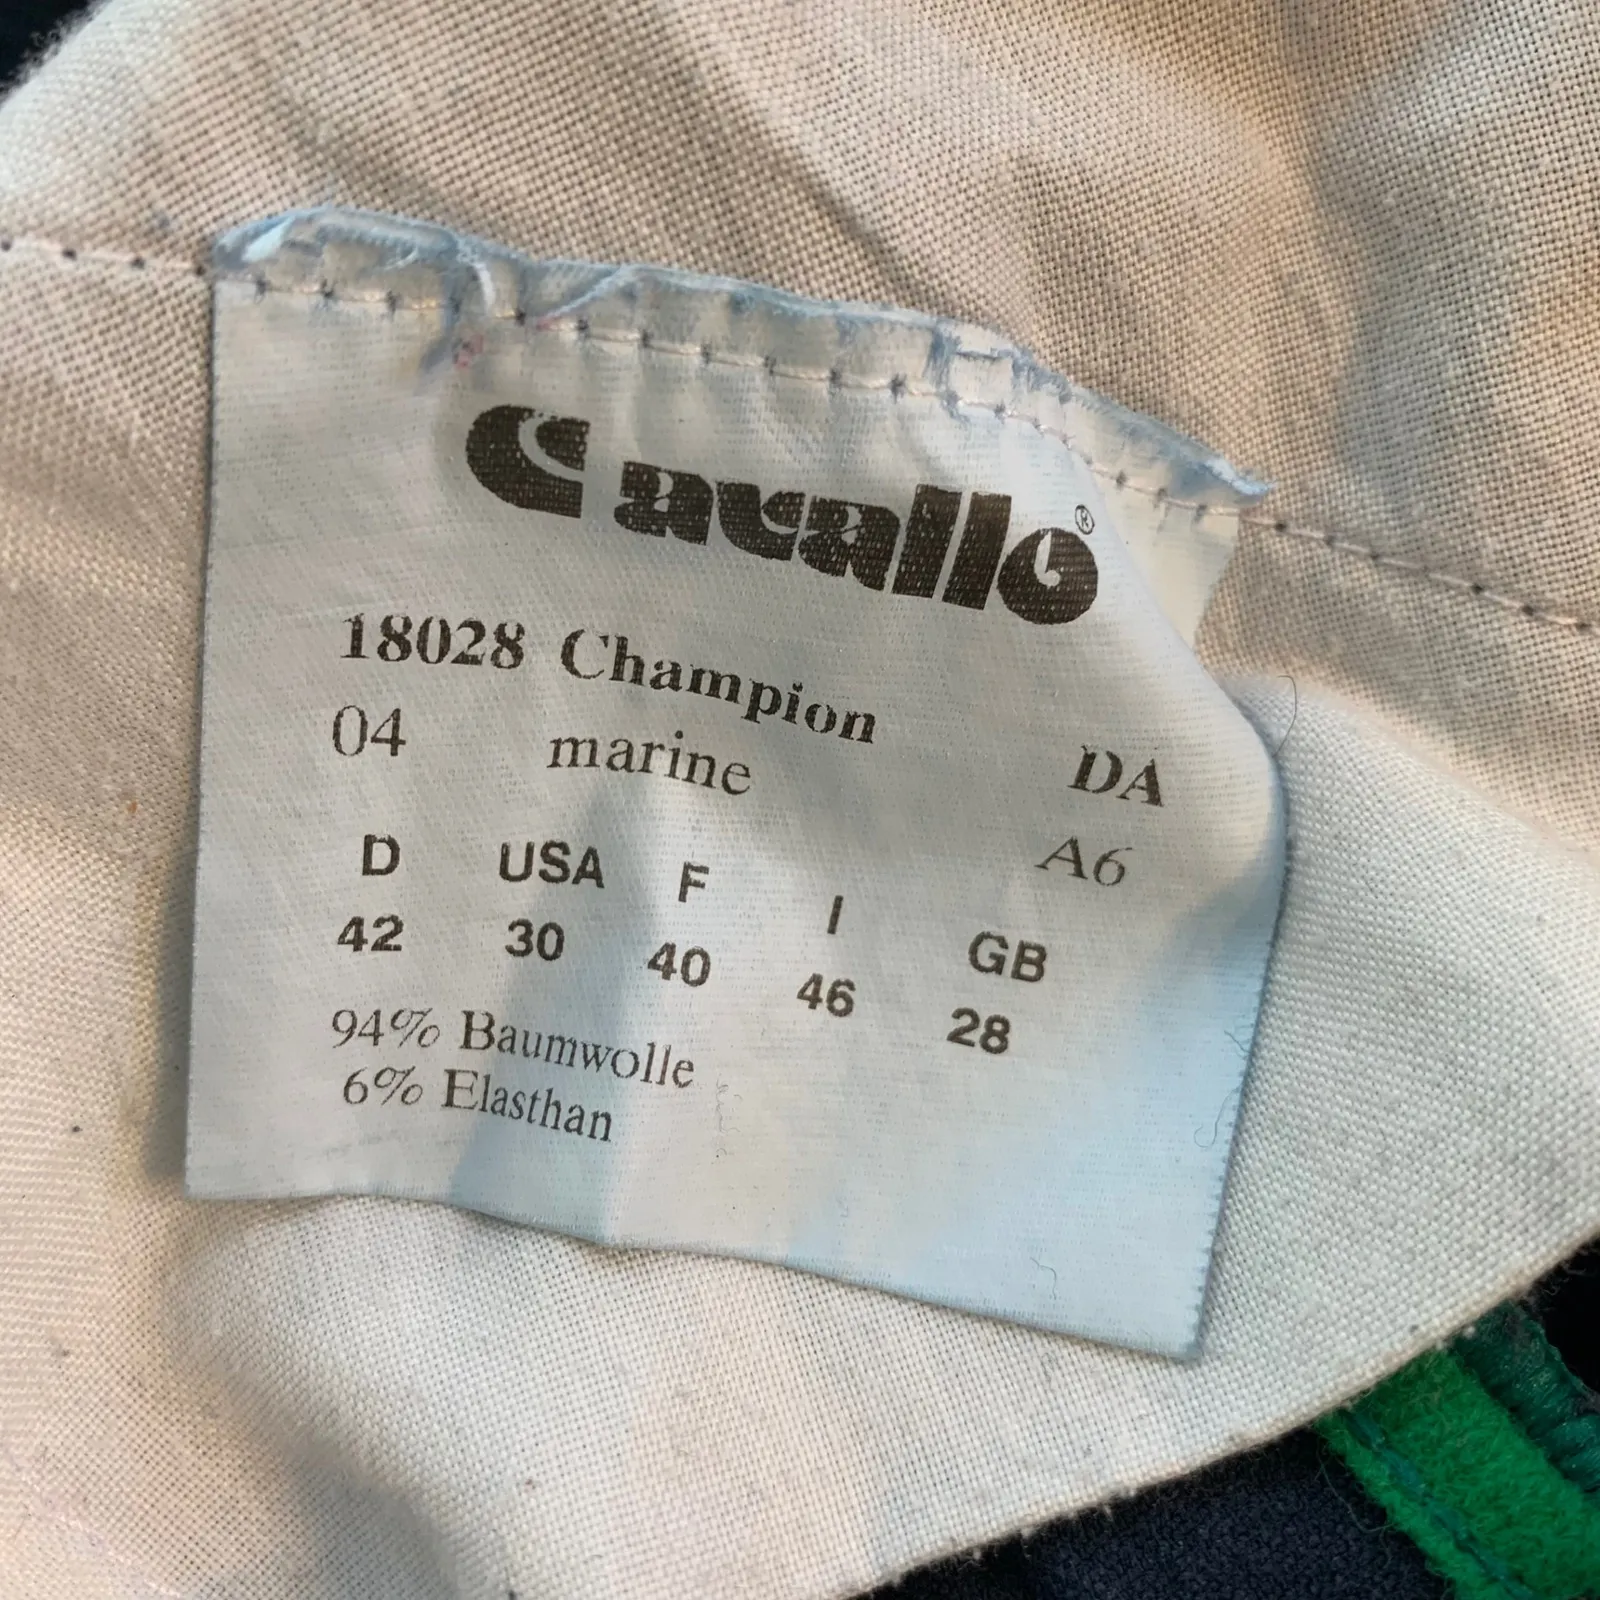 Cavallo®
18028 Champion
04 marine DA
A6
D USA F I GB
42 30 40 46 28
94% Baumwolle
6% Elasthan